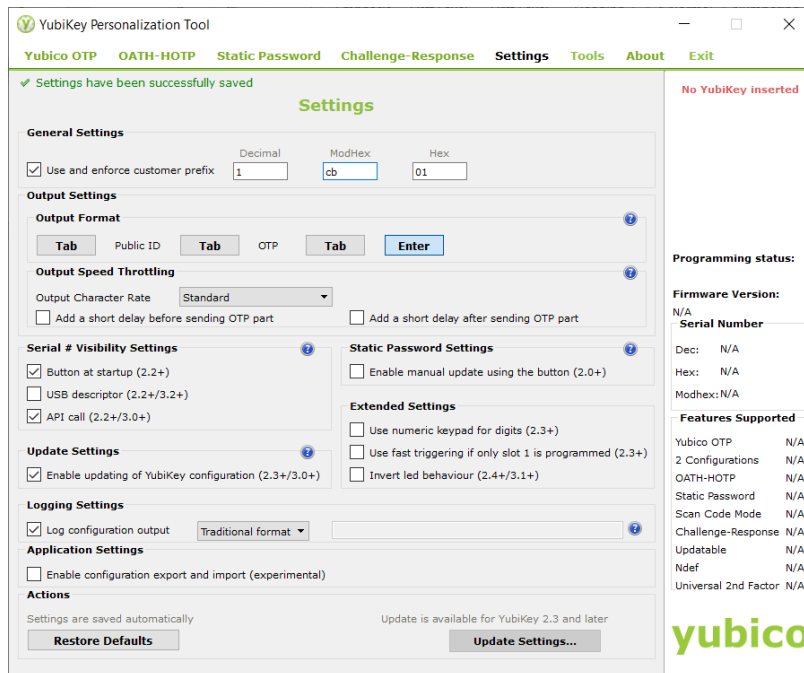 YubiKey Personalization Tool
Yubico OTP OATH-HOTP Static Password Challenge-Response Settings Tools About Exit
Settings have been successfully saved
No YubiKey inserted
Settings
General Settings
Decimal ModHex Hex
Use and enforce customer prefix 1 cb 01
Output Settings
Output Format
Tab Public ID Tab OTP Tab Enter
Output Speed Throttling
Output Character Rate Standard
Add a short delay before sending OTP part Add a short delay after sending OTP part
Serial # Visibility Settings
Button at startup (2.2+)
USB descriptor (2.2+/3.2+)
API call (2.2+/3.0+)
Static Password Settings
Enable manual update using the button (2.0+)
Extended Settings
Use numeric keypad for digits (2.3+)
Use fast triggering if only slot 1 is programmed (2.3+)
Invert led behaviour (2.4+/3.1+)
Update Settings
Enable updating of YubiKey configuration (2.3+/3.0+)
Logging Settings
Log configuration output Traditional format
Application Settings
Enable configuration export and import (experimental)
Actions
Settings are saved automatically Update is available for YubiKey 2.3 and later
Restore Defaults Update Settings...
Programming status:
Firmware Version:
N/A
Serial Number
Dec: N/A
Hex: N/A
Modhex: N/A
Features Supported
Yubico OTP N/A
2 Configurations N/A
OATH-HOTP N/A
Static Password N/A
Scan Code Mode N/A
Challenge-Response N/A
Updatable N/A
Ndef N/A
Universal 2nd Factor N/A
yubico